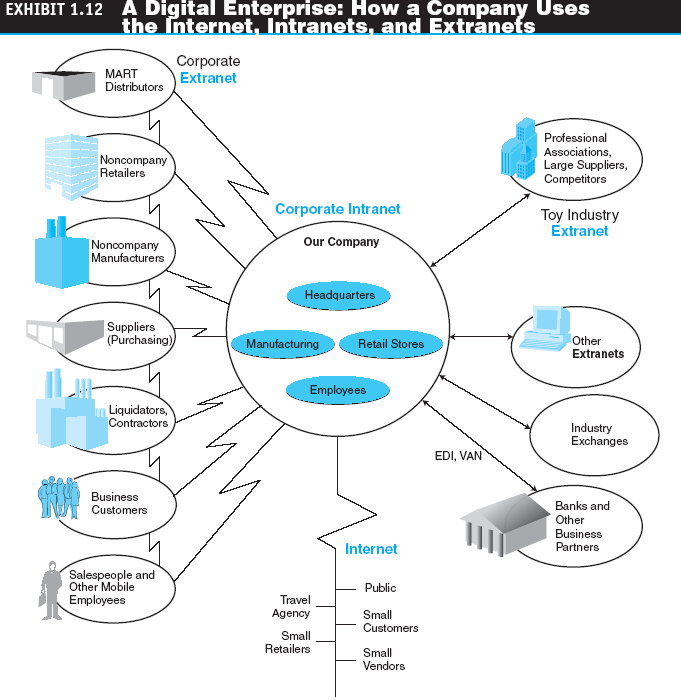 EXHIBIT 1.12
A Digital Enterprise: How a Company Uses
the Internet, Intranets, and Extranets
MART
Distributors
Corporate
Extranet
Noncompany
Retailers
Noncompany
Manufacturers
Suppliers
(Purchasing)
Liquidators,
Contractors
Business
Customers
Salespeople and
Other Mobile
Employees
Corporate Intranet
Our Company
Headquarters
Manufacturing
Retail Stores
Employees
Professional
Associations,
Large Suppliers,
Competitors
Toy Industry
Extranet
Other
Extranets
Industry
Exchanges
EDI, VAN
Banks and
Other
Business
Partners
Internet
Public
Travel
Agency
Small
Customers
Small
Retailers
Small
Vendors